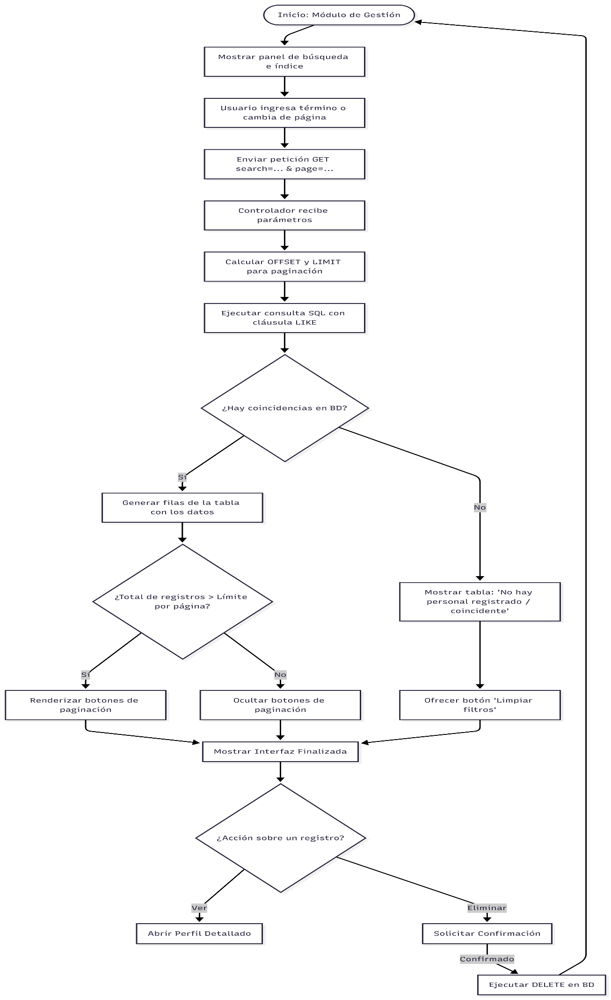 Inicio: Módulo de Gestión
Mostrar panel de búsqueda
e índice
Usuario ingresa término o
cambia de página
Enviar petición GET
search=... & page=...
Controlador recibe
parámetros
Calcular OFFSET y LIMIT
para paginación
Ejecutar consulta SQL con
cláusula LIKE
¿Hay coincidencias en BD?
Sí
Generar filas de la tabla
con los datos
No
¿Total de registros > Límite
por página?
Mostrar tabla: 'No hay
personal registrado /
coincidente'
Sí
No
Renderizar botones de
paginación
Ocultar botones de
paginación
Ofrecer botón 'Limpiar
filtros'
Mostrar Interfaz Finalizada
¿Acción sobre un registro?
Ver
Eliminar
Abrir Perfil Detallado
Solicitar Confirmación
Confirmado
Ejecutar DELETE en BD